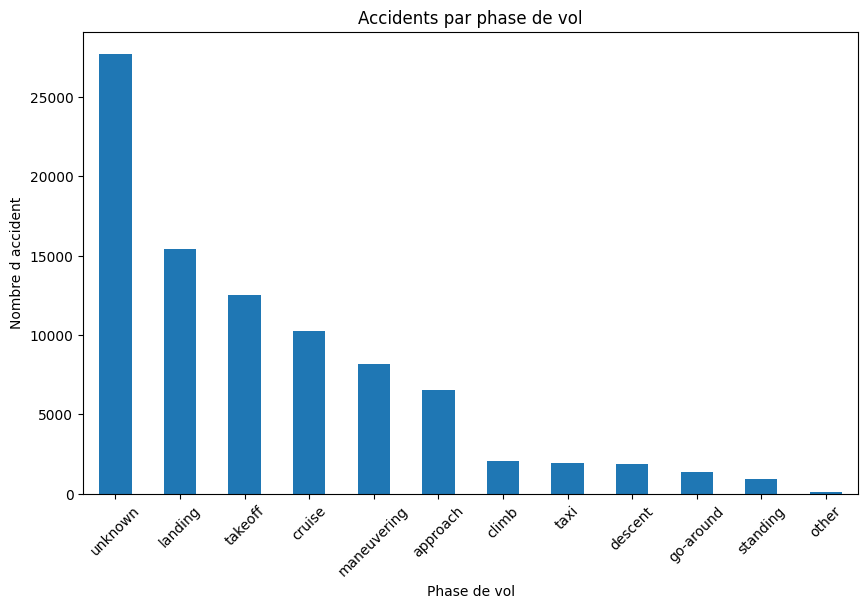 Accidents par phase de vol
Nombre d accident
25000
20000
15000
10000
5000
0
unknown
landing
takeoff
cruise
maneuvering
approach
climb
taxi
descent
go-around
standing
other
Phase de vol